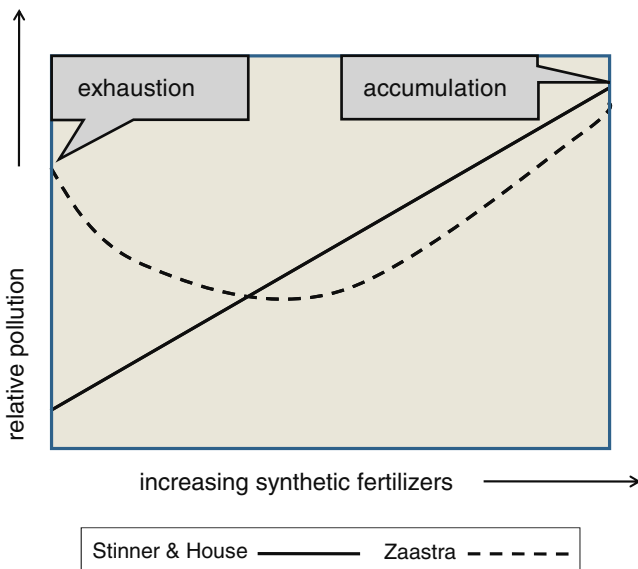 exhaustion
accumulation
relative pollution
increasing synthetic fertilizers
Stinner & House
Zaastra